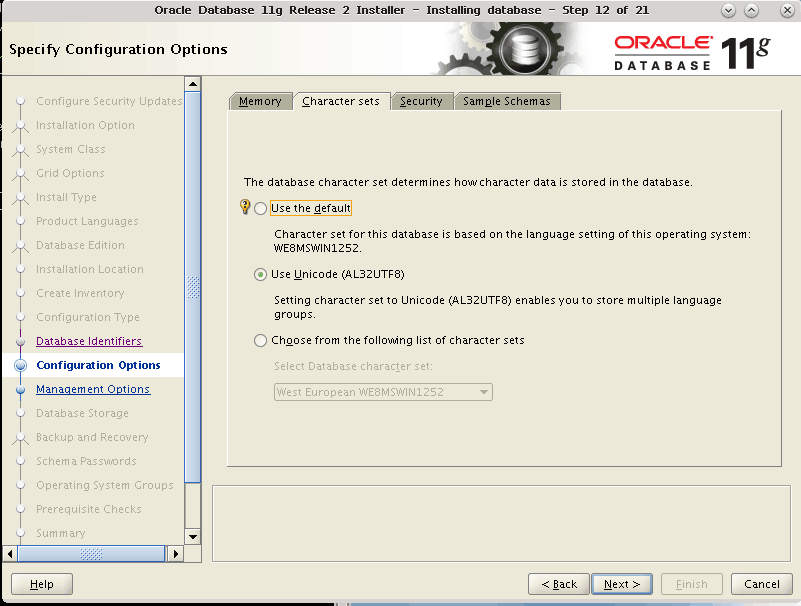 Oracle Database 11g Release 2 Installer - Installing database - Step 12 of 21
Specify Configuration Options
ORACLE
DATABASE
11g
Configure Security Updates
Installation Option
System Class
Grid Options
Install Type
Product Languages
Database Edition
Installation Location
Create Inventory
Configuration Type
Database Identifiers
Configuration Options
Management Options
Database Storage
Backup and Recovery
Schema Passwords
Operating System Groups
Prerequisite Checks
Summary
Memory
Character sets
Security
Sample Schemas
The database character set determines how character data is stored in the database.
Use the default
Character set for this database is based on the language setting of this operating system:
WE8MSWIN1252.
Use Unicode (AL32UTF8)
Setting character set to Unicode (AL32UTF8) enables you to store multiple language
groups.
Choose from the following list of character sets
Select Database character set:
West European WE8MSWIN1252
Help
< Back
Next >
Finish
Cancel